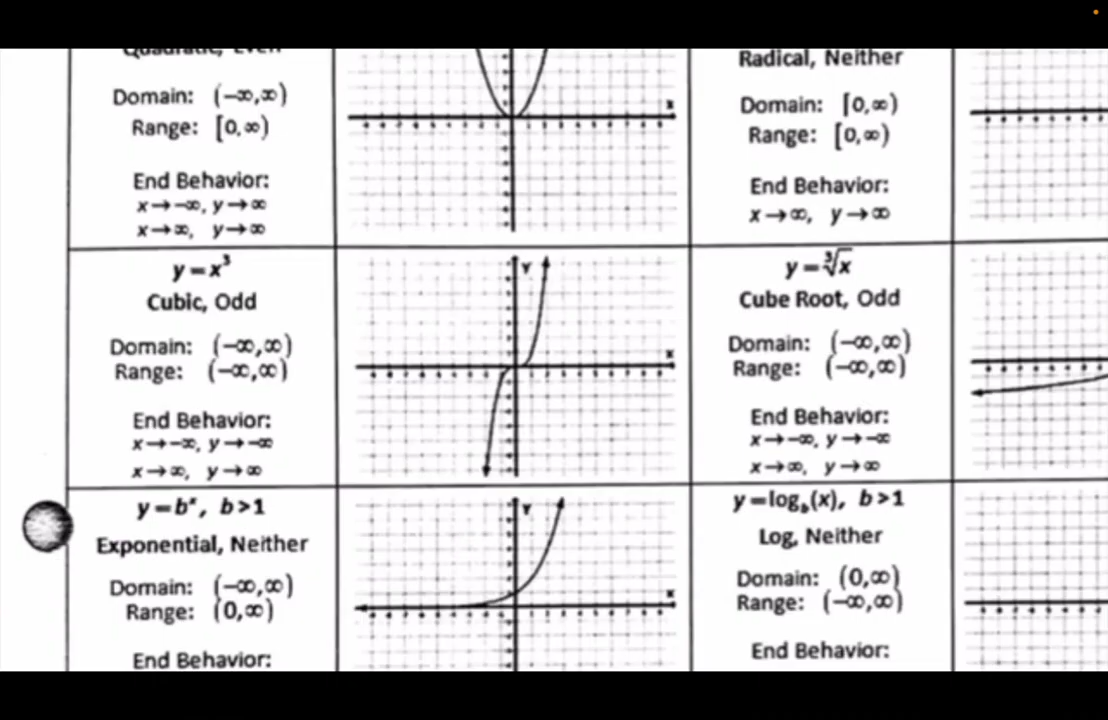 Quadratic, Even
Domain: (−∞,∞)
Range: [0,∞)
End Behavior:
x→−∞, y→∞
x→∞, y→∞
x
Radical, Neither
Domain: [0,∞)
Range: [0,∞)
End Behavior:
x→∞, y→∞
y=x³
Cubic, Odd
Domain: (−∞,∞)
Range: (−∞,∞)
End Behavior:
x→−∞, y→−∞
x→∞, y→∞
Y
x
y=∛x
Cube Root, Odd
Domain: (−∞,∞)
Range: (−∞,∞)
End Behavior:
x→−∞, y→−∞
x→∞, y→∞
y=bˣ, b>1
Exponential, Neither
Domain: (−∞,∞)
Range: (0,∞)
End Behavior:
Y
x
y=log_b(x), b>1
Log, Neither
Domain: (0,∞)
Range: (−∞,∞)
End Behavior: